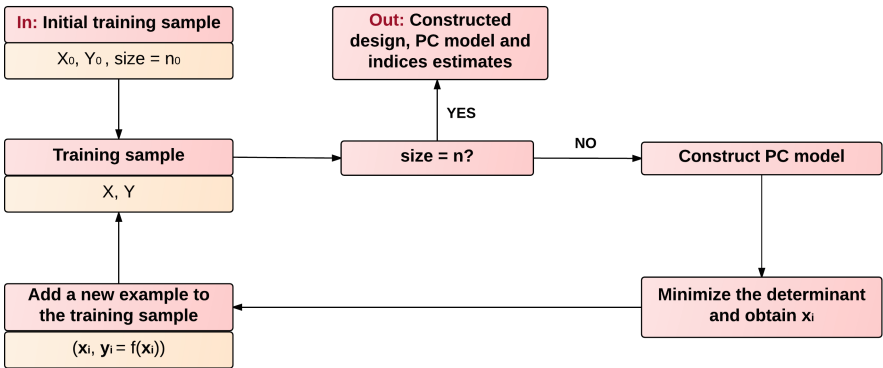 In: Initial training sample
X₀, Y₀ , size = n₀
Out: Constructed
design, PC model and
indices estimates
YES
Training sample
X, Y
size = n?
NO
Construct PC model
Add a new example to
the training sample
(xᵢ, yᵢ = f(xᵢ))
Minimize the determinant
and obtain xᵢ